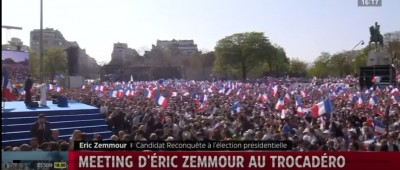 16:17
Eric Zemmour
Candidat Reconquête à l'élection présidentielle
MEETING D'ÉRIC ZEMMOUR AU TROCADÉRO